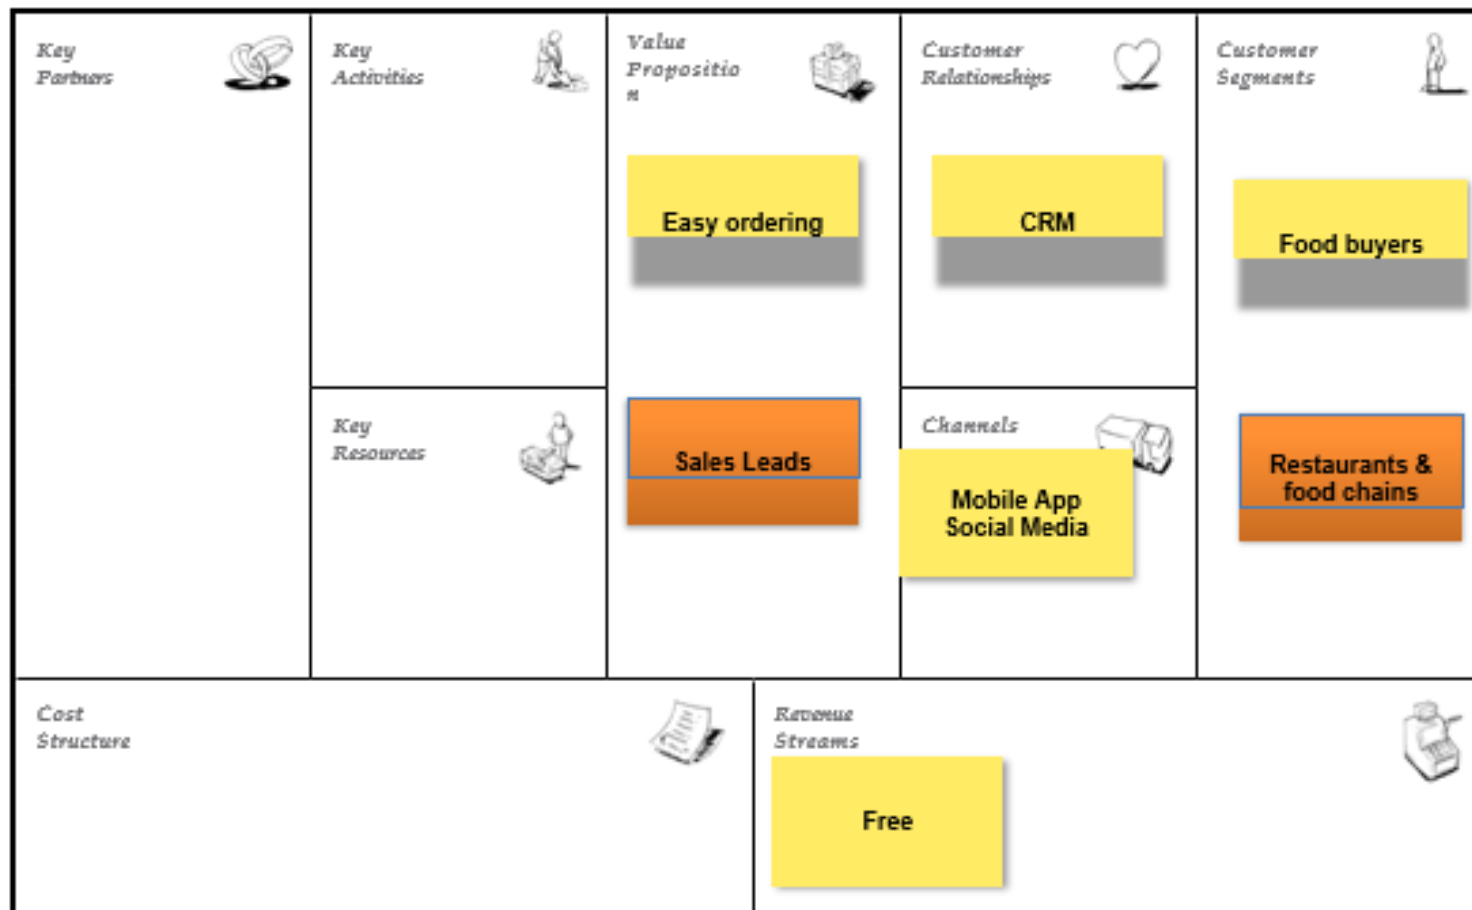 Key
Partners
Key
Activities
Value
Propositio
n
Customer
Relationships
Customer
Segments
Easy ordering
CRM
Food buyers
Key
Resources
Sales Leads
Channels
Mobile App
Social Media
Restaurants &
food chains
Cost
Structure
Revenue
Streams
Free